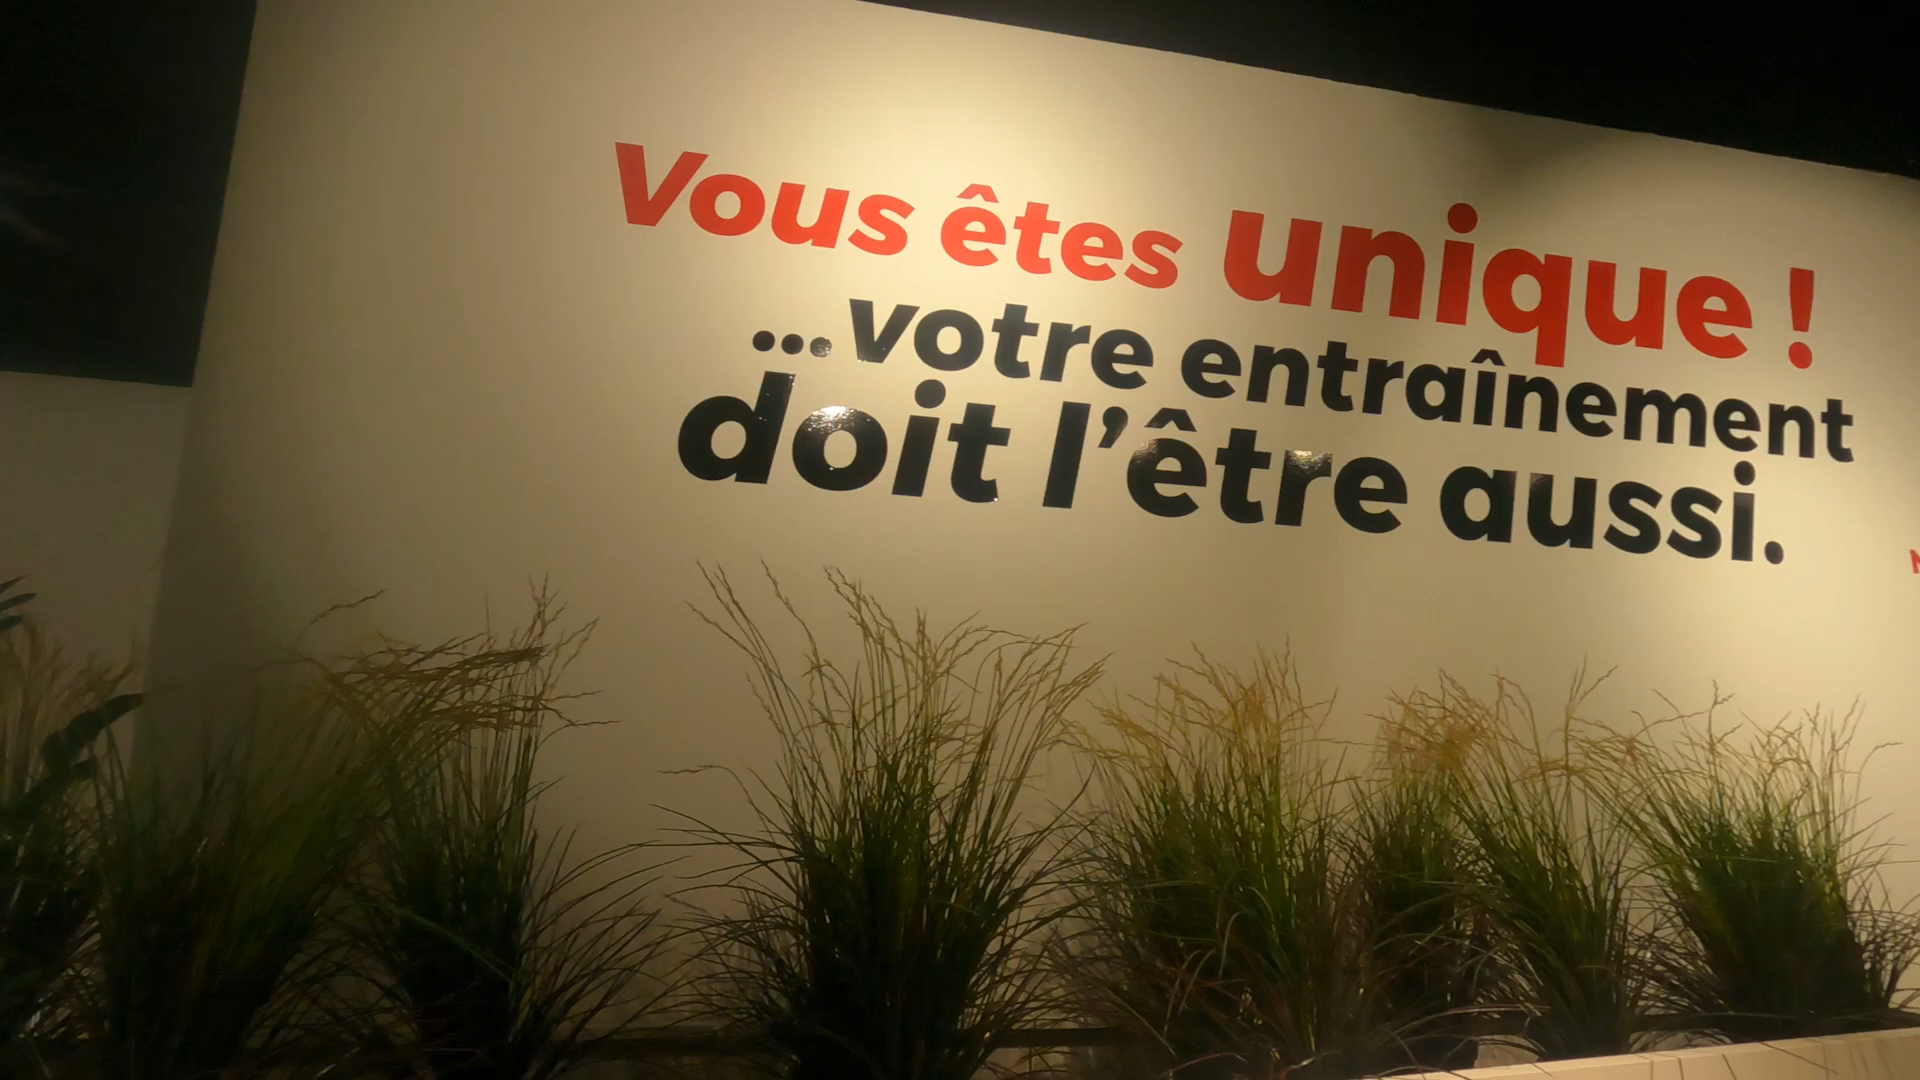 Vous êtes unique !
...votre entraînement
doit l'être aussi.